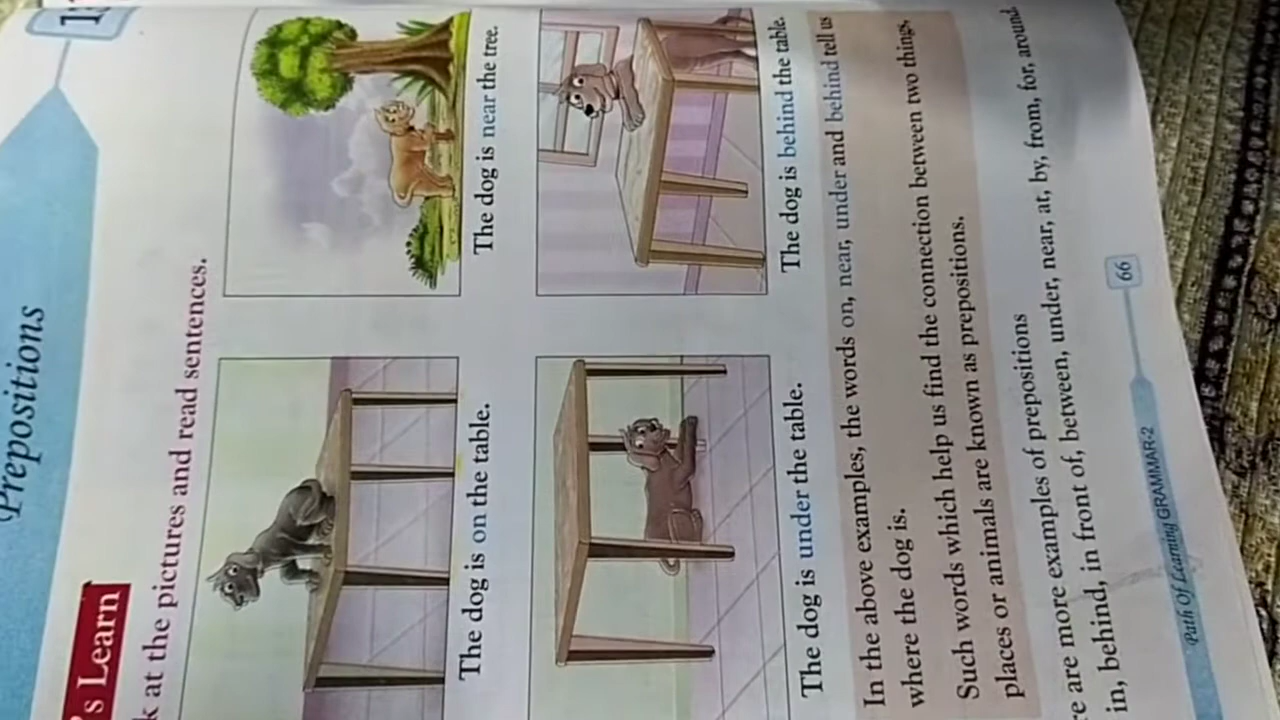 Prepositions
's Learn
k at the pictures and read sentences.
The dog is on the table.
The dog is near the tree.
The dog is under the table.
The dog is behind the table.
In the above examples, the words on, near, under and behind tell us
where the dog is.
Such words which help us find the connection between two things,
places or animals are known as prepositions.
re are more examples of prepositions
in, behind, in front of, between, under, near, at, by, from, for, around
Path Of Learning GRAMMAR-2
66